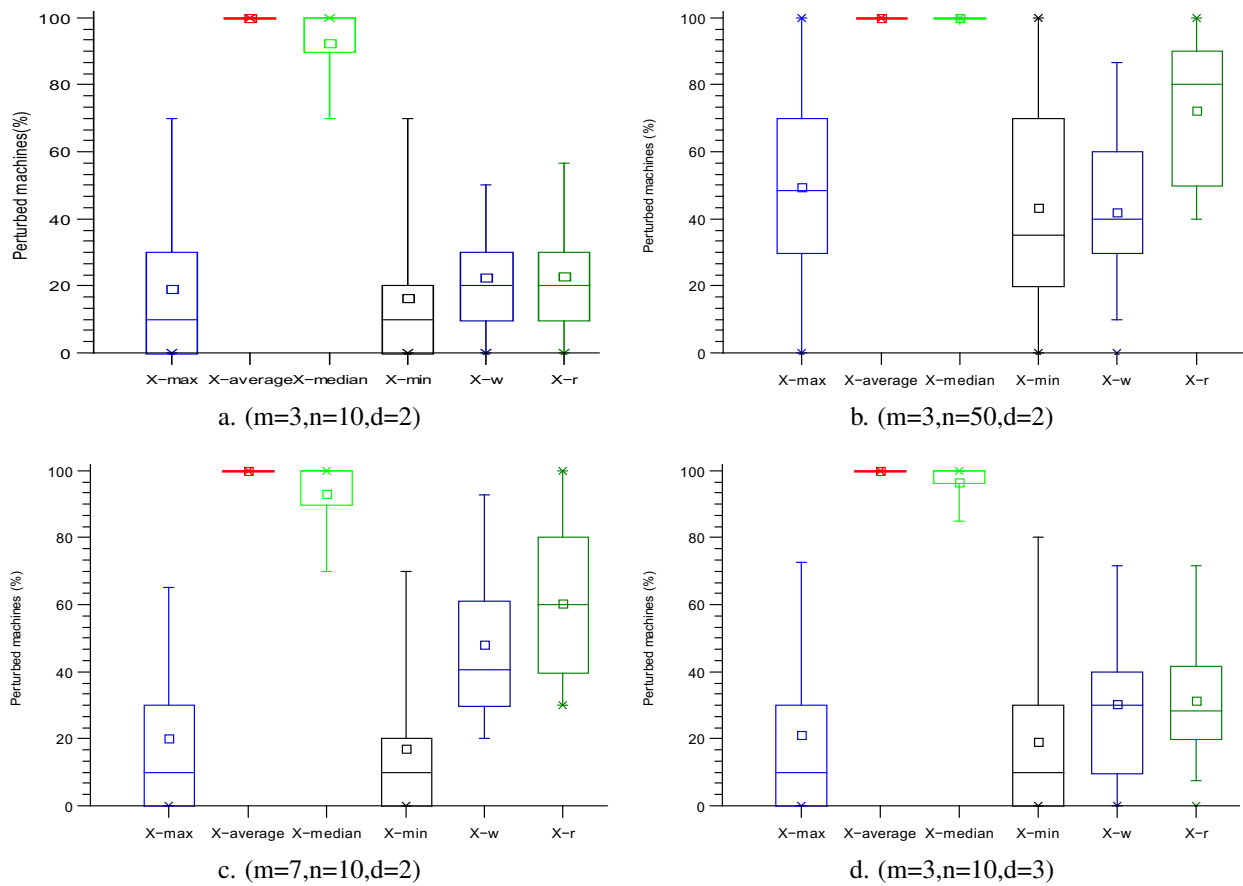 Perturbed machines(%)
100
80
60
40
20
0
X-max X-average X-median X-min X-w X-r
a. (m=3,n=10,d=2)
Perturbed machines (%)
100
80
60
40
20
0
X-max X-average X-median X-min X-w X-r
b. (m=3,n=50,d=2)
Perturbed machines (%)
100
80
60
40
20
0
X-max X-average X-median X-min X-w X-r
c. (m=7,n=10,d=2)
Perturbed machines (%)
100
80
60
40
20
0
X-max X-average X-median X-min X-w X-r
d. (m=3,n=10,d=3)